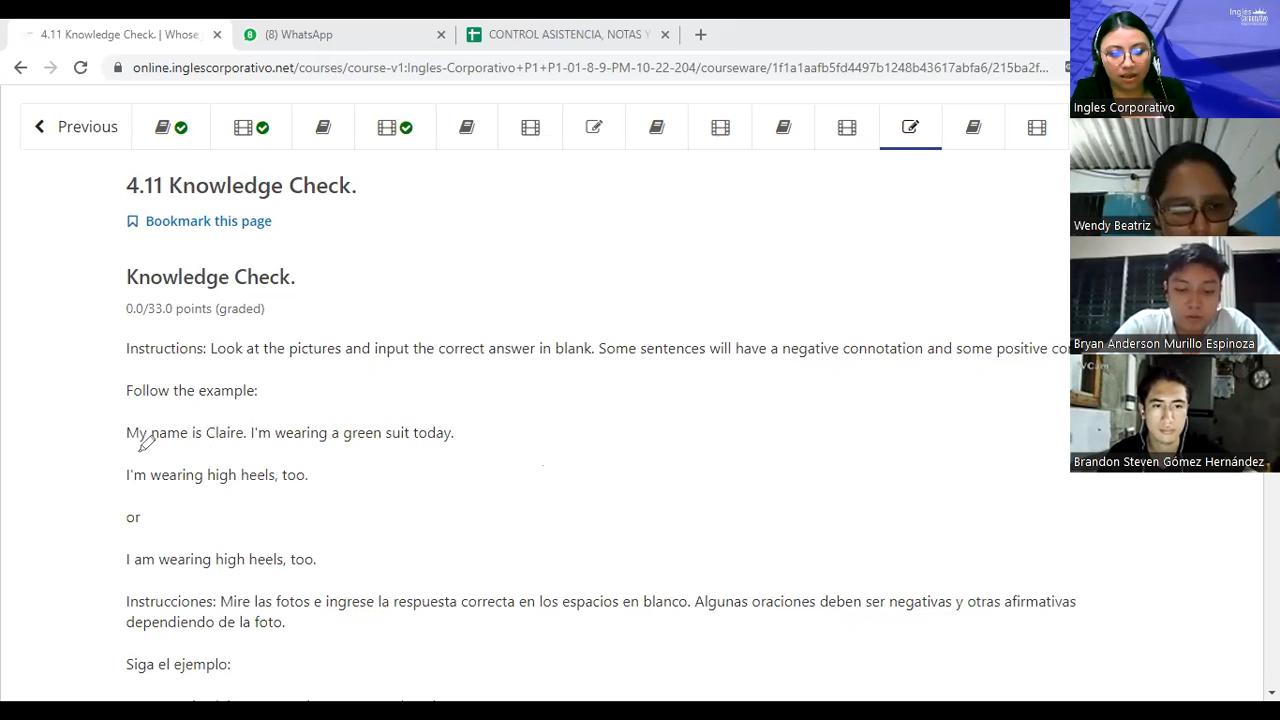 4.11 Knowledge Check. | Whose
(8) WhatsApp
CONTROL ASISTENCIA, NOTAS Y
online.inglescorporativo.net/courses/course-v1:Ingles-Corporativo+P1+P1-01-8-9-PM-10-22-204/courseware/1f1a1aafb5fd4497b1248b43617abfa6/215ba2f...
Previous
4.11 Knowledge Check.
Bookmark this page
Knowledge Check.
0.0/33.0 points (graded)
Instructions: Look at the pictures and input the correct answer in blank. Some sentences will have a negative connotation and some positive co
Follow the example:
My name is Claire. I'm wearing a green suit today.
I'm wearing high heels, too.
or
I am wearing high heels, too.
Instrucciones: Mire las fotos e ingrese la respuesta correcta en los espacios en blanco. Algunas oraciones deben ser negativas y otras afirmativas
dependiendo de la foto.
Siga el ejemplo:
Ingles
Corporativo
Ingles Corporativo
Wendy Beatriz
Bryan Anderson Murillo Espinoza
Brandon Steven Gómez Hernández